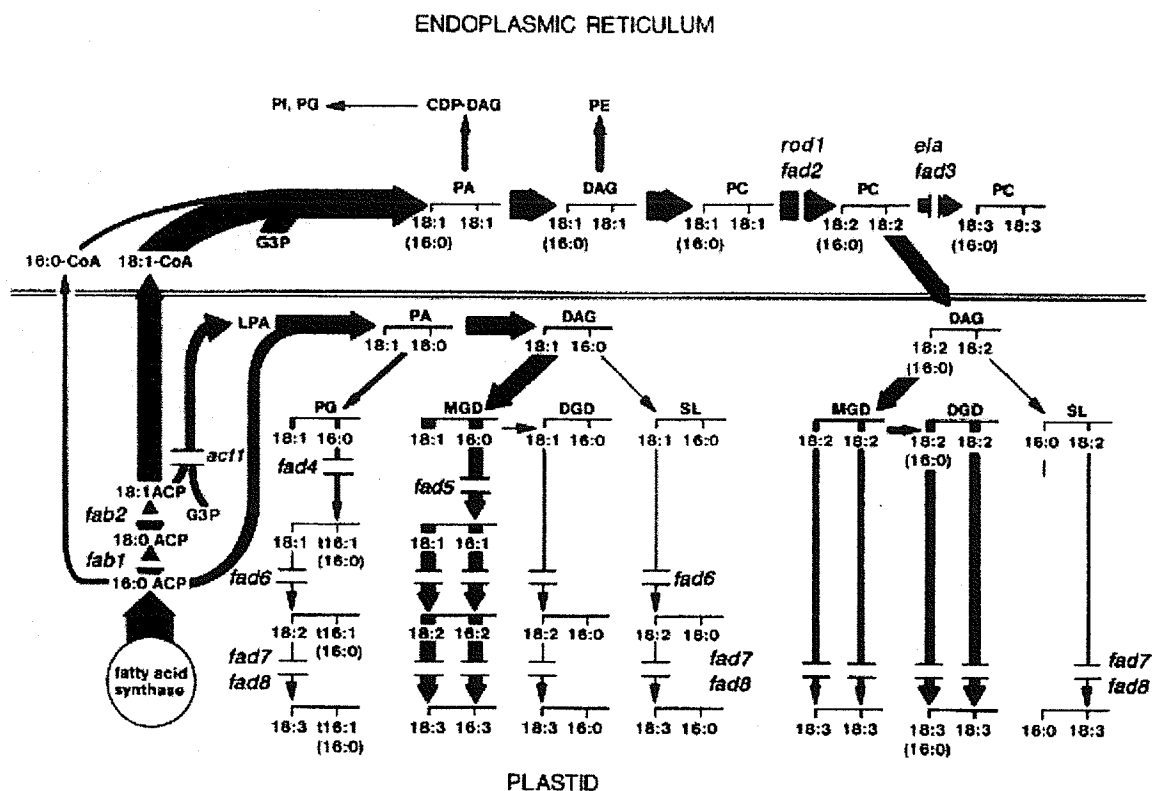 ENDOPLASMIC RETICULUM
PI, PG CDP-DAG PE
rod1 eja
fad2 fad3
PA DAG PC PC PC
18:1 18:1 18:1 18:1 18:1 18:1 18:2 18:2 18:3 18:3
(16:0) (16:0) (16:0) (16:0) (16:0)
G3P
16:0-CoA 18:1-CoA
LPA PA DAG DAG
18:1 16:0 18:1 16:0 18:2 16:2
(16:0)
PG MGD DGD SL MGD DGD SL
18:1 16:0 18:1 16:0 18:1 16:0 18:1 16:0 18:2 18:2 18:2 18:2 16:0 18:2
(16:0)
act1 fad4 fad5
18:1ACP
fab2 G3P
18:0 ACP
18:1 t16:1 18:1 16:1
(16:0)
fab1
16:0 ACP
fad6 fad6
18:2 t16:1 18:2 16:2 18:2 16:0 18:2 18:0
(16:0)
fatty acid
synthase
fad7 fad7 fad7
fad8 fad8 fad8
18:3 t16:1 18:3 16:3 18:3 16:0 18:3 15:0 18:3 18:3 18:3 18:3 16:0 18:3
(16:0) (16:0)
PLASTID